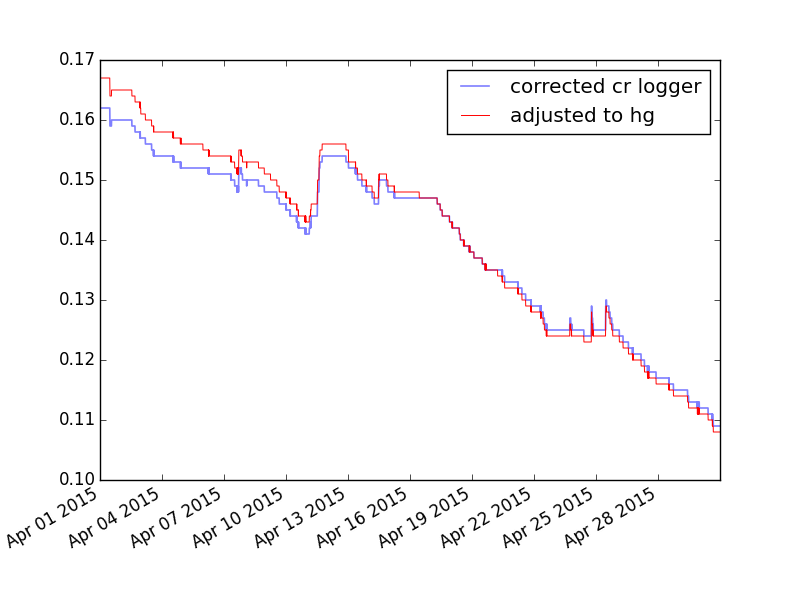 0.17
corrected cr logger
adjusted to hg
0.16
0.15
0.14
0.13
0.12
0.11
0.10
Apr 01 2015
Apr 04 2015
Apr 07 2015
Apr 10 2015
Apr 13 2015
Apr 16 2015
Apr 19 2015
Apr 22 2015
Apr 25 2015
Apr 28 2015